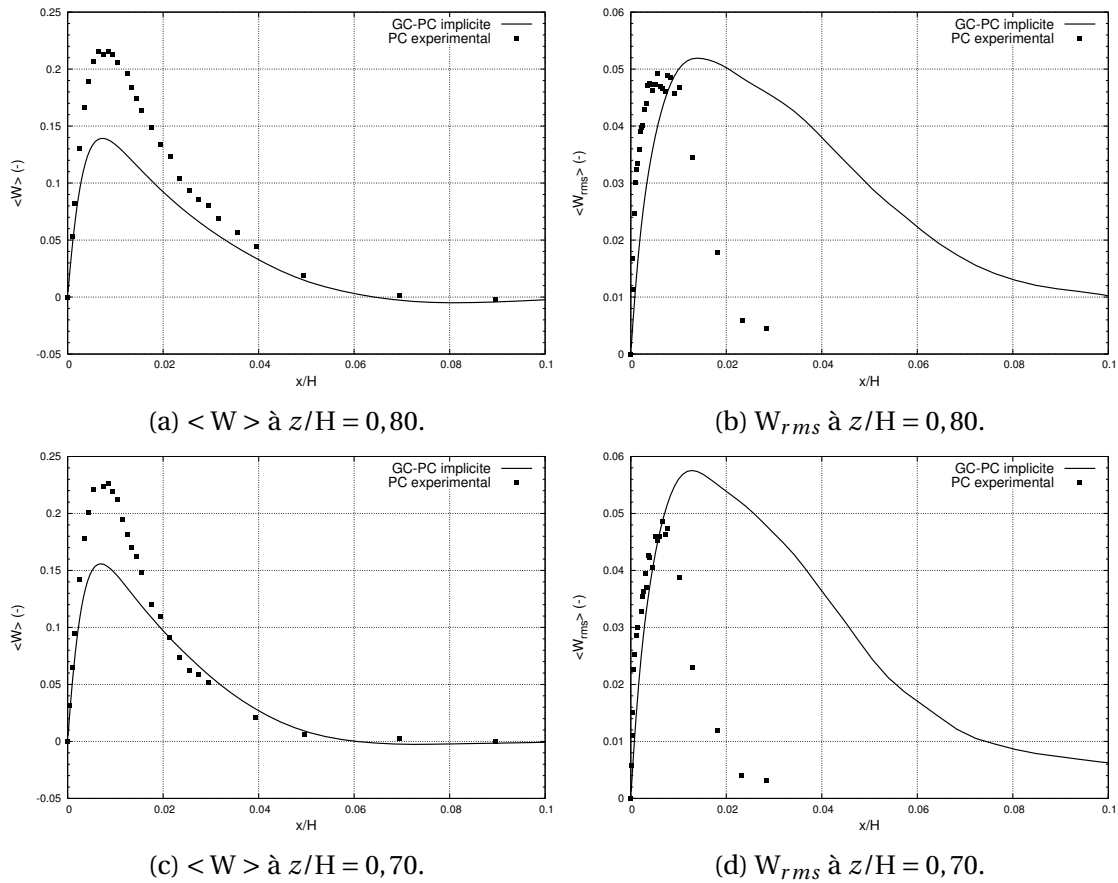 GC-PC implicite
PC experimental
0.25
0.2
0.15
0.1
0.05
0
-0.05
<W> (-)
0 0.02 0.04 0.06 0.08 0.1
x/H
(a) < W > à z/H = 0,80.
GC-PC implicite
PC experimental
0.06
0.05
0.04
0.03
0.02
0.01
0
<Wrms> (-)
0 0.02 0.04 0.06 0.08 0.1
x/H
(b) Wrms à z/H = 0,80.
GC-PC implicite
PC experimental
0.25
0.2
0.15
0.1
0.05
0
-0.05
<W> (-)
0 0.02 0.04 0.06 0.08 0.1
x/H
(c) < W > à z/H = 0,70.
GC-PC implicite
PC experimental
0.06
0.05
0.04
0.03
0.02
0.01
0
<Wrms> (-)
0 0.02 0.04 0.06 0.08 0.1
x/H
(d) Wrms à z/H = 0,70.